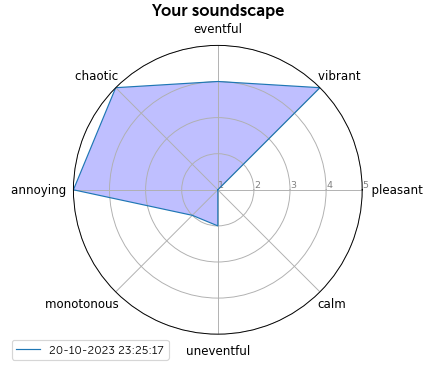 Your soundscape
eventful
chaotic
vibrant
annoying
1 2 3 4 5
pleasant
monotonous
calm
20-10-2023 23:25:17
uneventful